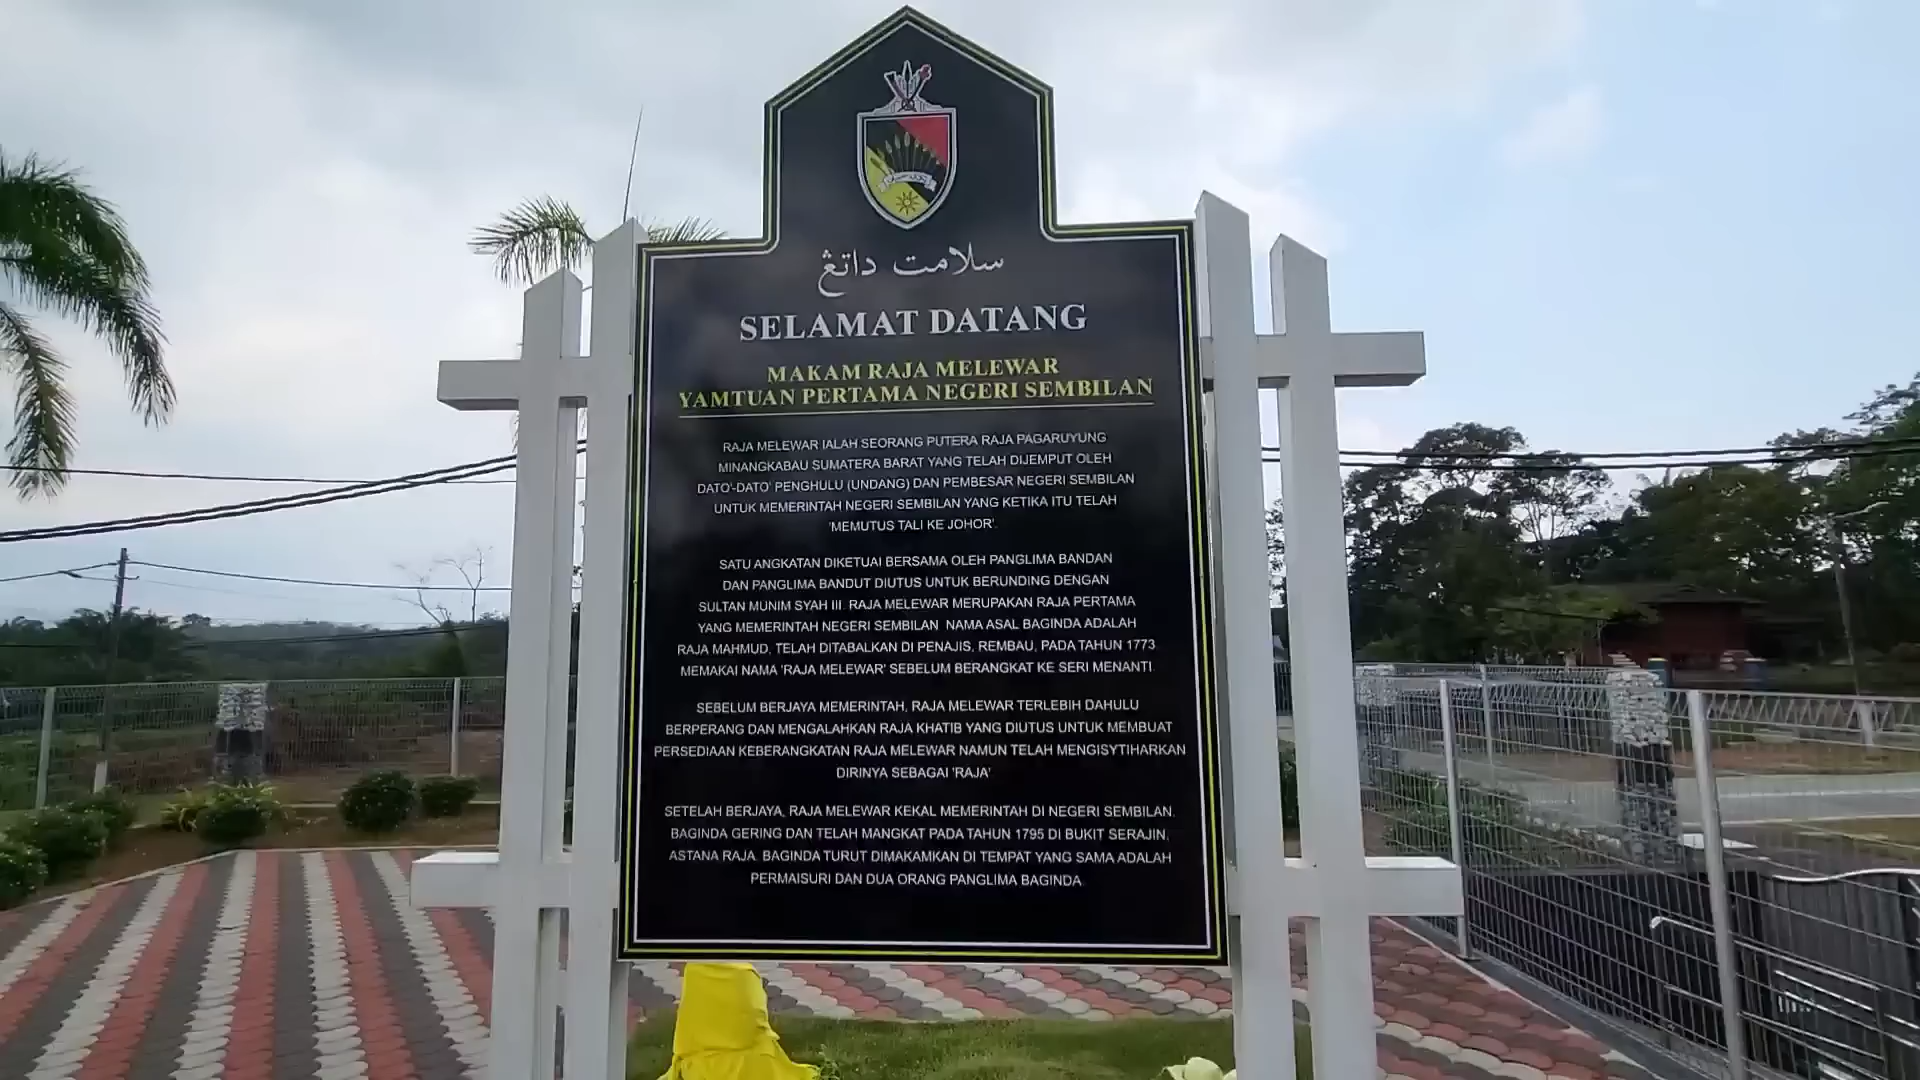 سلامت داتڠ
SELAMAT DATANG
MAKAM RAJA MELEWAR
YAMTUAN PERTAMA NEGERI SEMBILAN
RAJA MELEWAR IALAH SEORANG PUTERA RAJA PAGARUYUNG
MINANGKABAU SUMATERA BARAT YANG TELAH DIJEMPUT OLEH
DATO'-DATO' PENGHULU (UNDANG) DAN PEMBESAR NEGERI SEMBILAN
UNTUK MEMERINTAH NEGERI SEMBILAN YANG KETIKA ITU TELAH
'MEMUTUS TALI KE JOHOR'.
SATU ANGKATAN DIKETUAI BERSAMA OLEH PANGLIMA BANDAN
DAN PANGLIMA BANDUT DIUTUS UNTUK BERUNDING DENGAN
SULTAN MUNIM SYAH III. RAJA MELEWAR MERUPAKAN RAJA PERTAMA
YANG MEMERINTAH NEGERI SEMBILAN. NAMA ASAL BAGINDA ADALAH
RAJA MAHMUD, TELAH DITABALKAN DI PENAJIS, REMBAU, PADA TAHUN 1773
MEMAKAI NAMA 'RAJA MELEWAR' SEBELUM BERANGKAT KE SERI MENANTI.
SEBELUM BERJAYA MEMERINTAH, RAJA MELEWAR TERLEBIH DAHULU
BERPERANG DAN MENGALAHKAN RAJA KHATIB YANG DIUTUS UNTUK MEMBUAT
PERSEDIAAN KEBERANGKATAN RAJA MELEWAR NAMUN TELAH MENGISYTIHARKAN
DIRINYA SEBAGAI 'RAJA'
SETELAH BERJAYA, RAJA MELEWAR KEKAL MEMERINTAH DI NEGERI SEMBILAN.
BAGINDA GERING DAN TELAH MANGKAT PADA TAHUN 1795 DI BUKIT SERAJIN,
ASTANA RAJA. BAGINDA TURUT DIMAKAMKAN DI TEMPAT YANG SAMA ADALAH
PERMAISURI DAN DUA ORANG PANGLIMA BAGINDA.